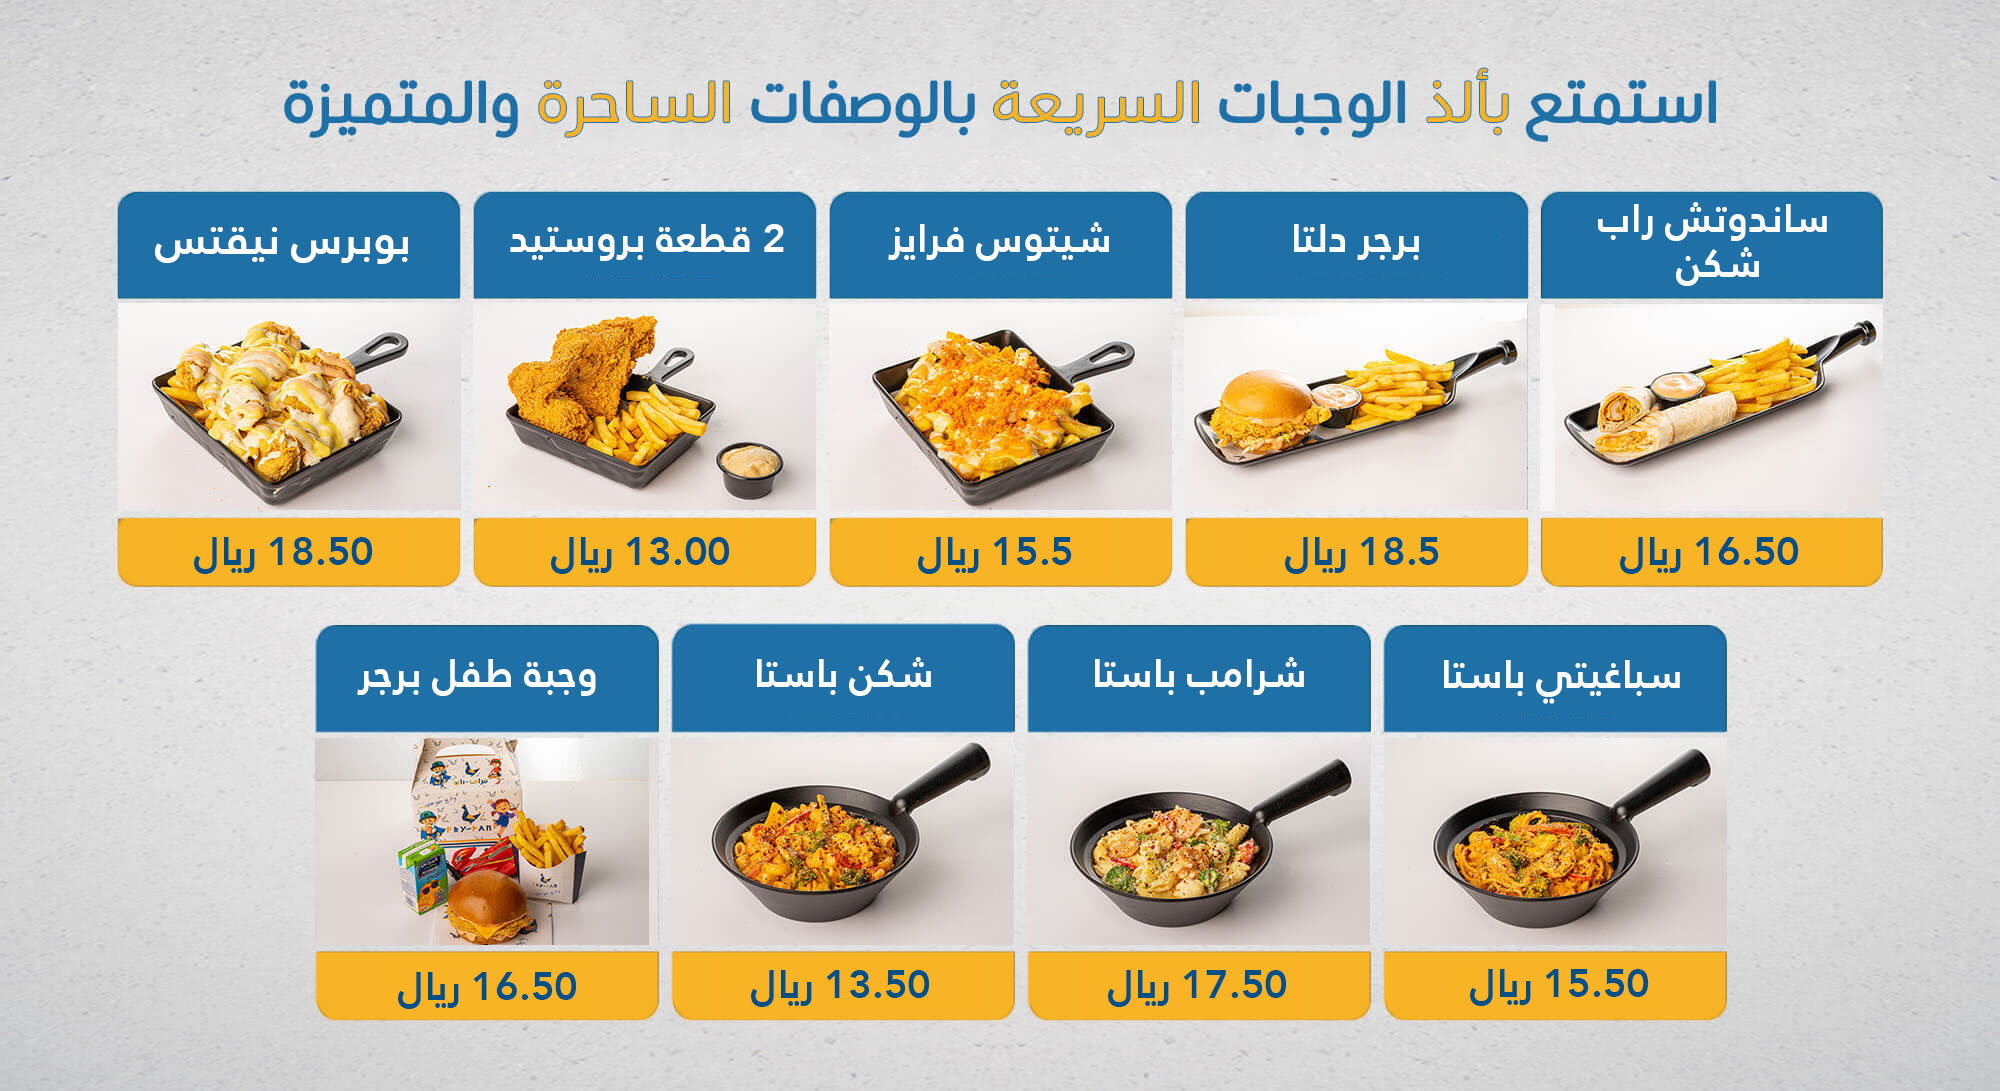 استمتع بألذ الوجبات السريعة بالوصفات الساحرة والمتميزة
ساندوتش راب
شكن
برجر دلتا
شيتوس فرايز
2 قطعة بروستيد
بوبرس نيقتس
16.50 ريال
18.5 ريال
15.5 ريال
13.00 ريال
18.50 ريال
سباغيتي باستا
شرامب باستا
شكن باستا
وجبة طفل برجر
FRY-PAN
15.50 ريال
17.50 ريال
13.50 ريال
16.50 ريال